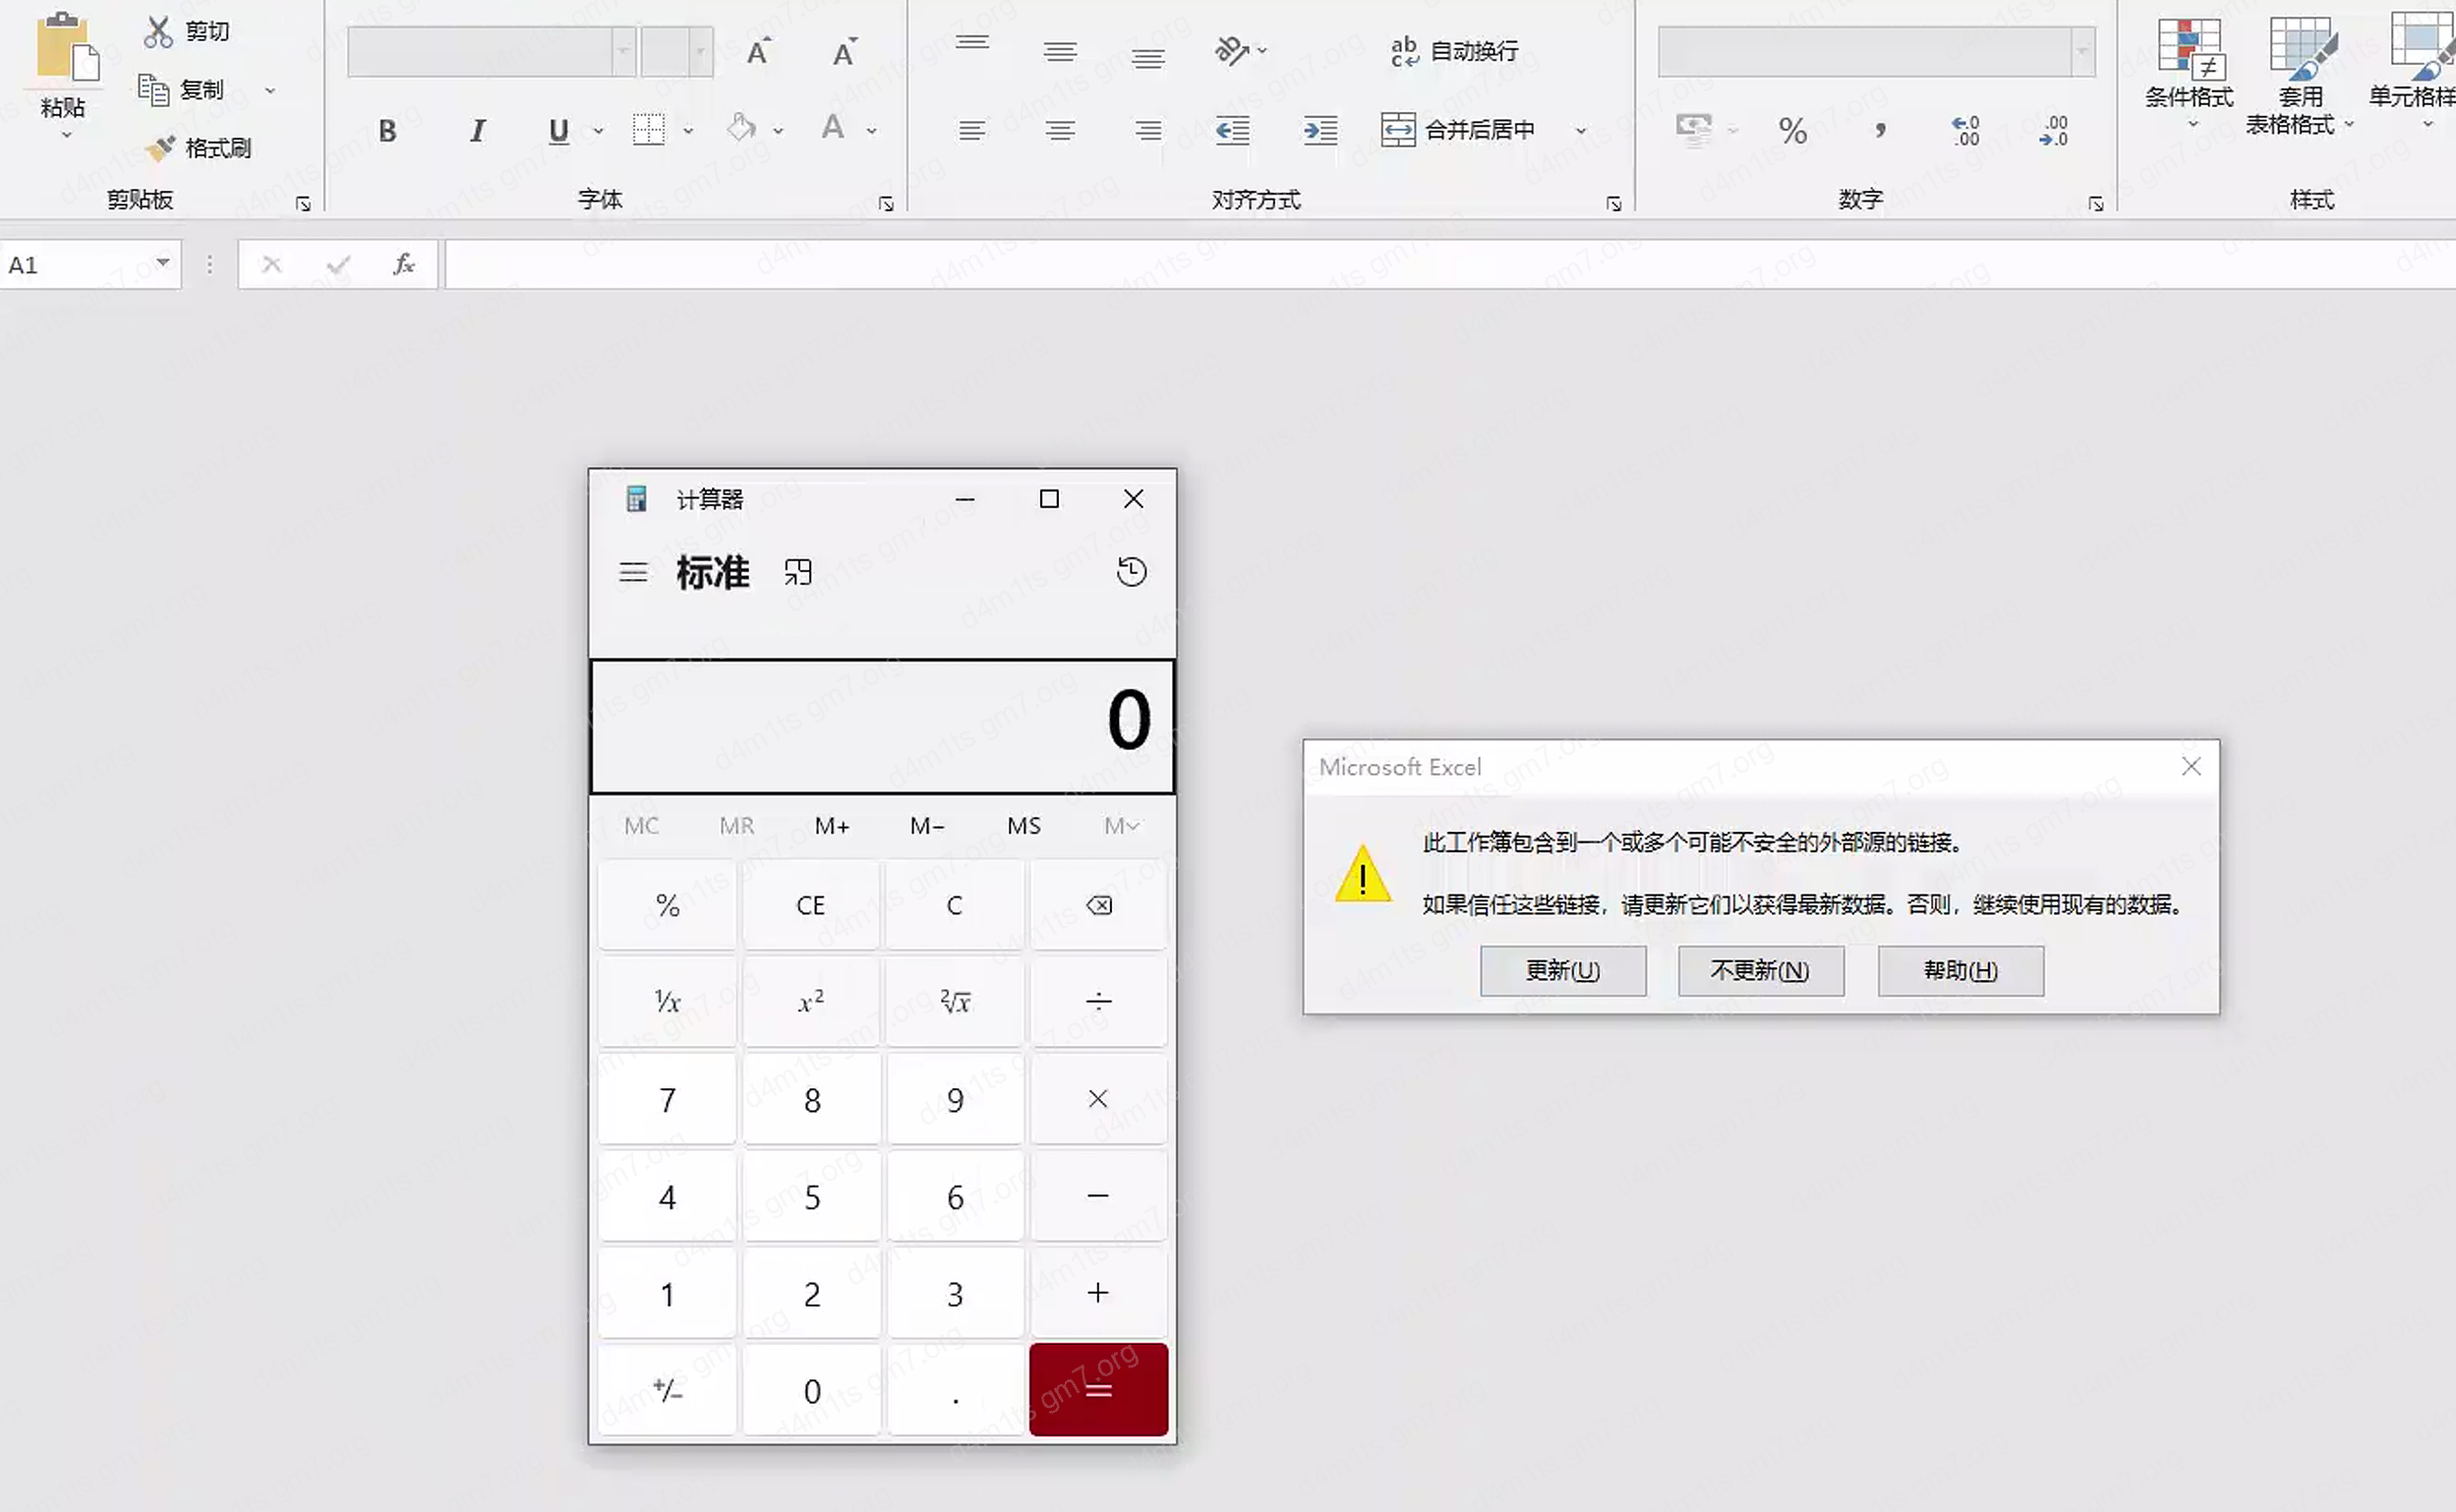 剪切
复制
粘贴
格式刷
剪贴板
B I U
字体
ab 自动换行
合并后居中
对齐方式
%
数字
条件格式
套用
表格格式
单元格样
样式
A1
fx
计算器
标准
0
MC MR M+ M− MS M
% CE C
⅟x x² ²√x ÷
7 8 9 ×
4 5 6 −
1 2 3 +
+/− 0 . =
Microsoft Excel
此工作簿包含到一个或多个可能不安全的外部源的链接。
如果信任这些链接，请更新它们以获得最新数据。否则，继续使用现有的数据。
更新(U) 不更新(N) 帮助(H)
d4m1ts gm7.org